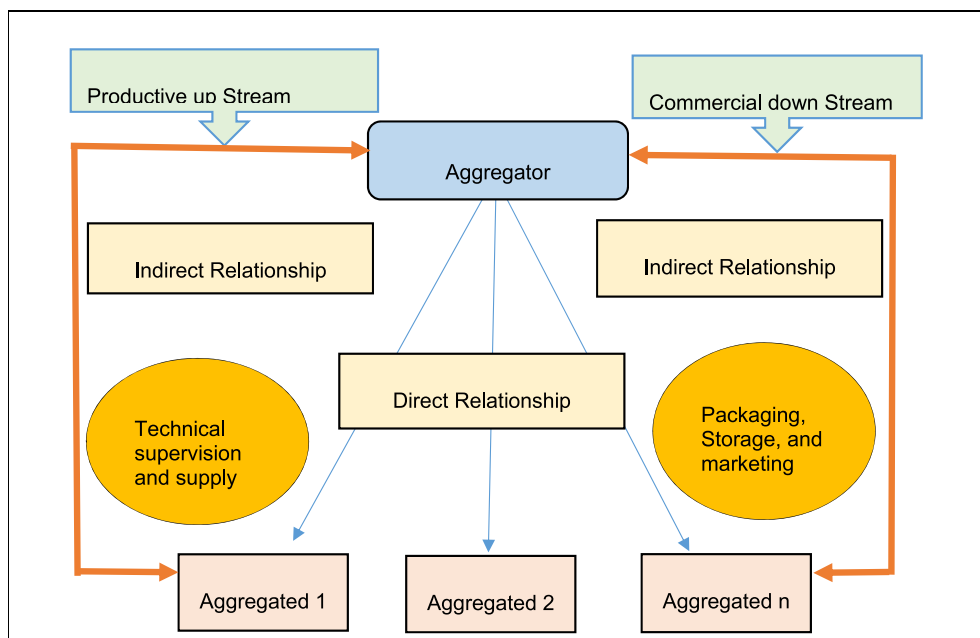 Productive up Stream
Commercial down Stream
Aggregator
Indirect Relationship
Indirect Relationship
Direct Relationship
Technical
supervision
and supply
Packaging,
Storage, and
marketing
Aggregated 1
Aggregated 2
Aggregated n